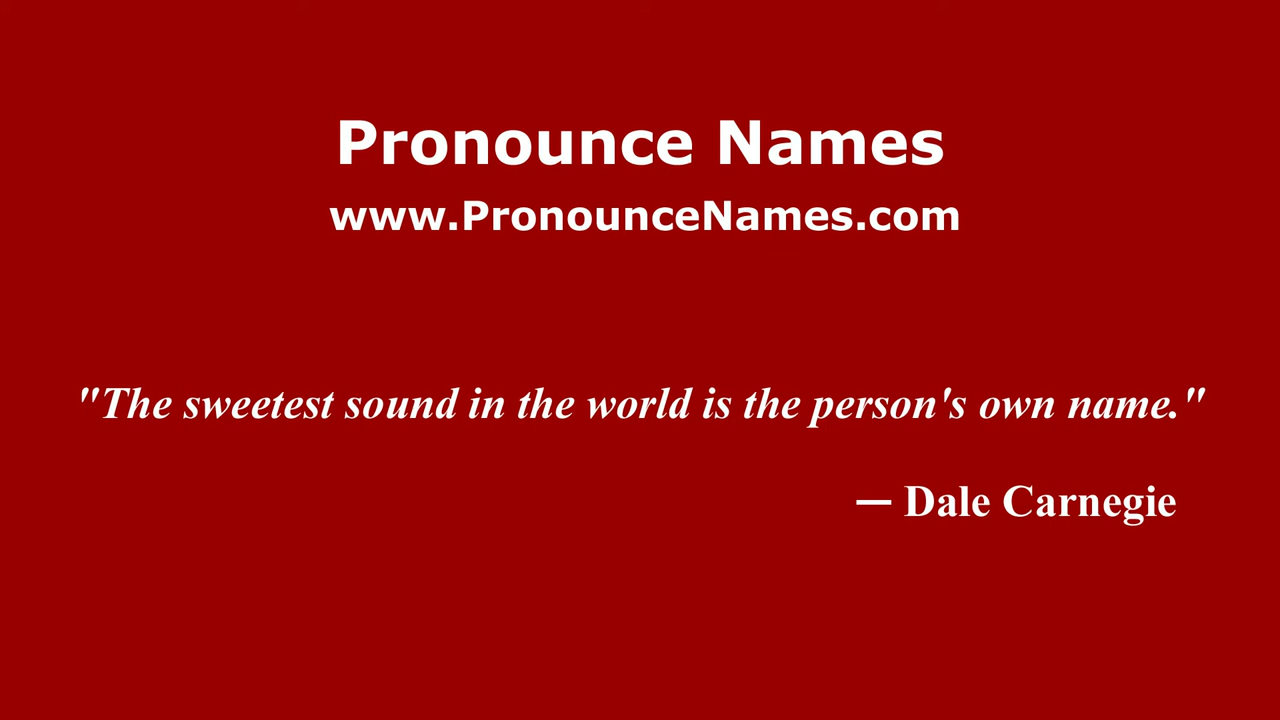 Pronounce Names
www.PronounceNames.com
"The sweetest sound in the world is the person's own name."
— Dale Carnegie